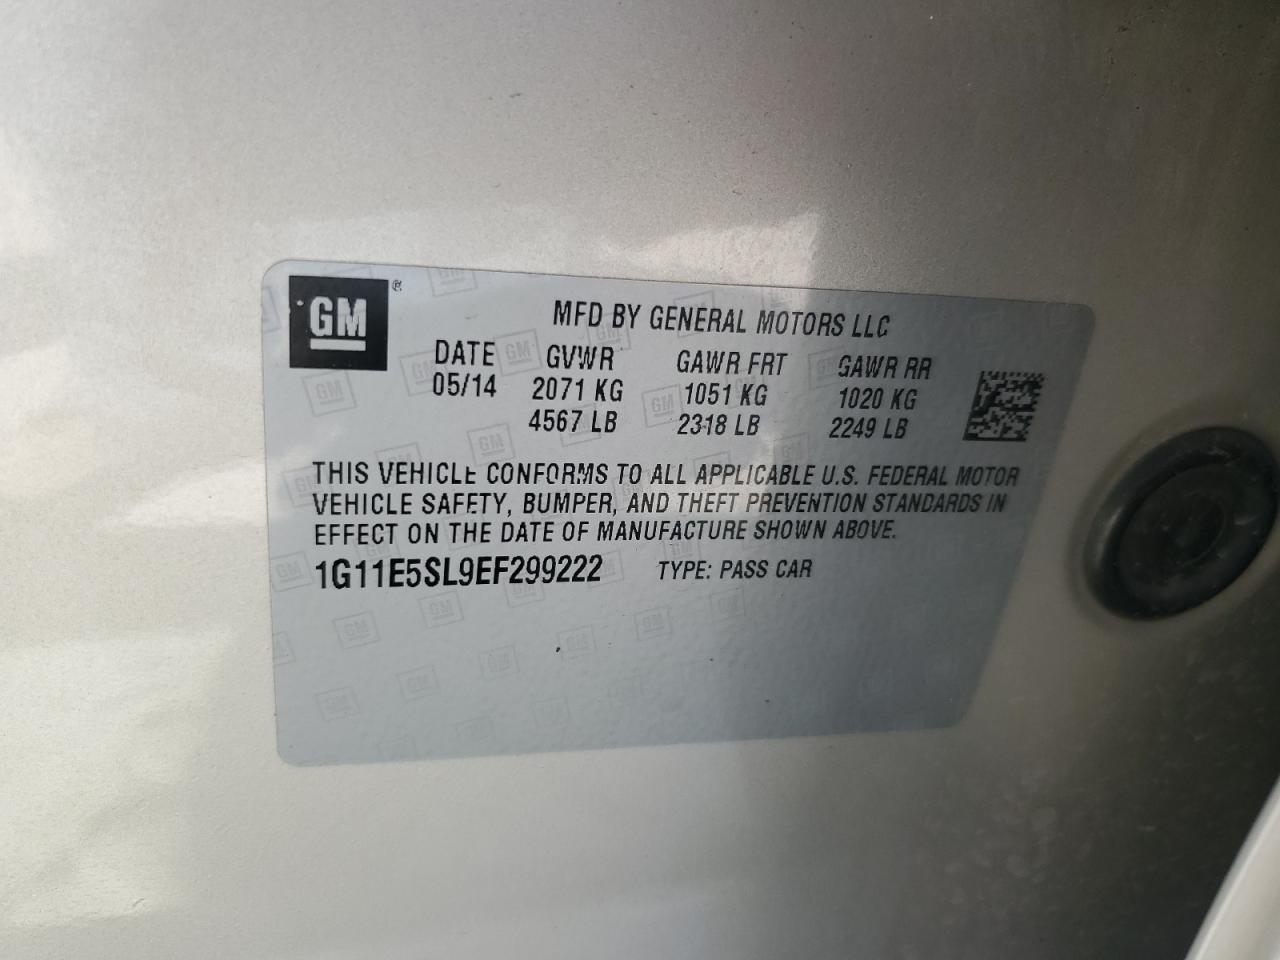 GM®
MFD BY GENERAL MOTORS LLC
DATE GVWR GAWR FRT GAWR RR
05/14 2071 KG 1051 KG 1020 KG
4567 LB 2318 LB 2249 LB
THIS VEHICLE CONFORMS TO ALL APPLICABLE U.S. FEDERAL MOTOR
VEHICLE SAFETY, BUMPER, AND THEFT PREVENTION STANDARDS IN
EFFECT ON THE DATE OF MANUFACTURE SHOWN ABOVE.
1G11E5SL9EF299222 TYPE: PASS CAR